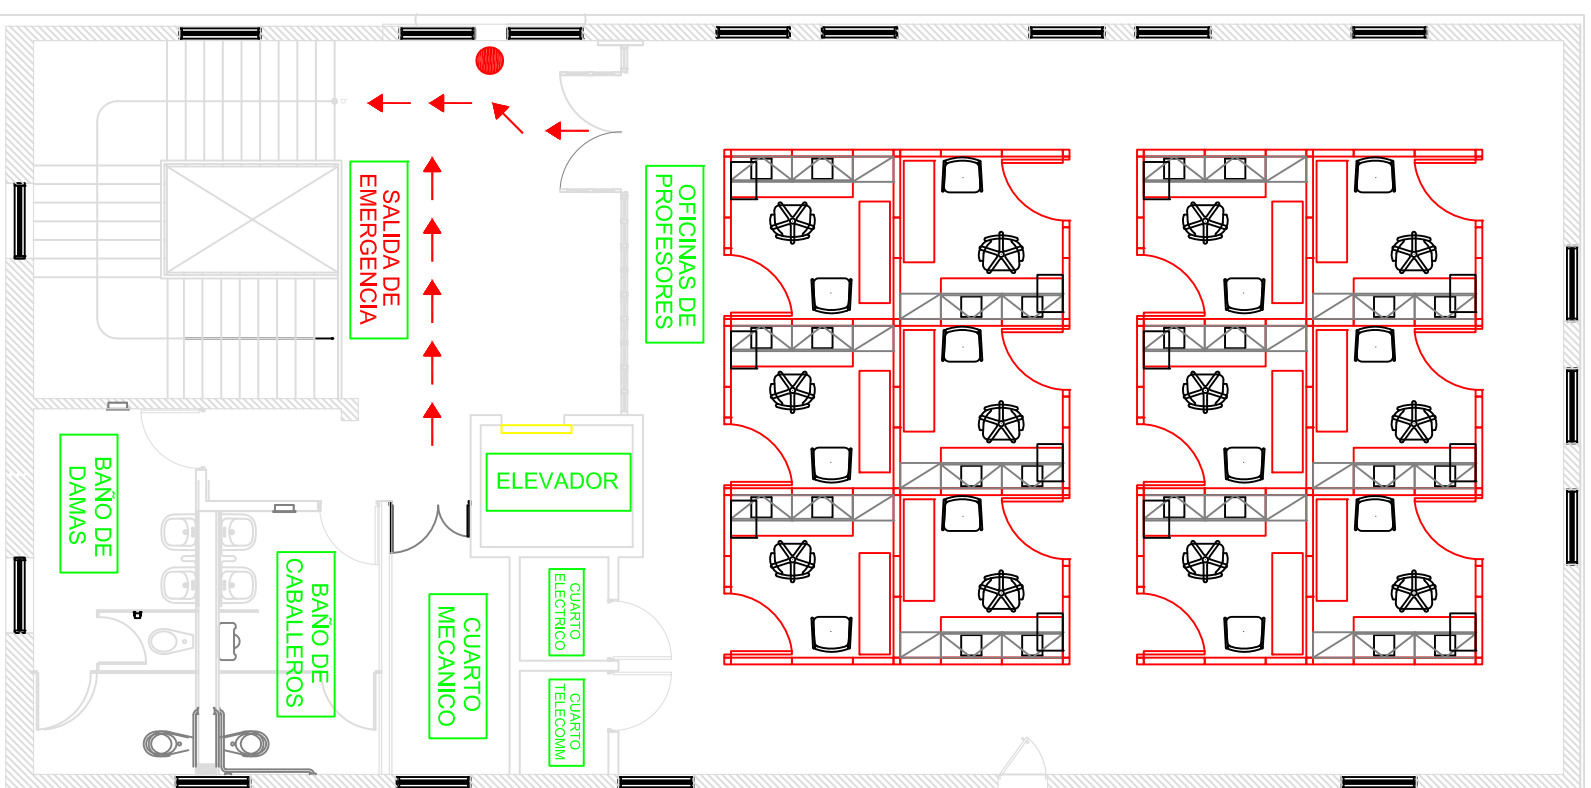 SALIDA DE
EMERGENCIA
OFICINAS DE
PROFESORES
ELEVADOR
BAÑO DE
DAMAS
BAÑO DE
CABALLEROS
CUARTO
MECANICO
CUARTO
ELECTRICO
CUARTO
TELECOMM